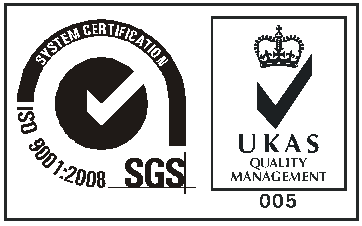 SYSTEM CERTIFICATION
ISO 9001:2008
SGS
UKAS
QUALITY
MANAGEMENT
005